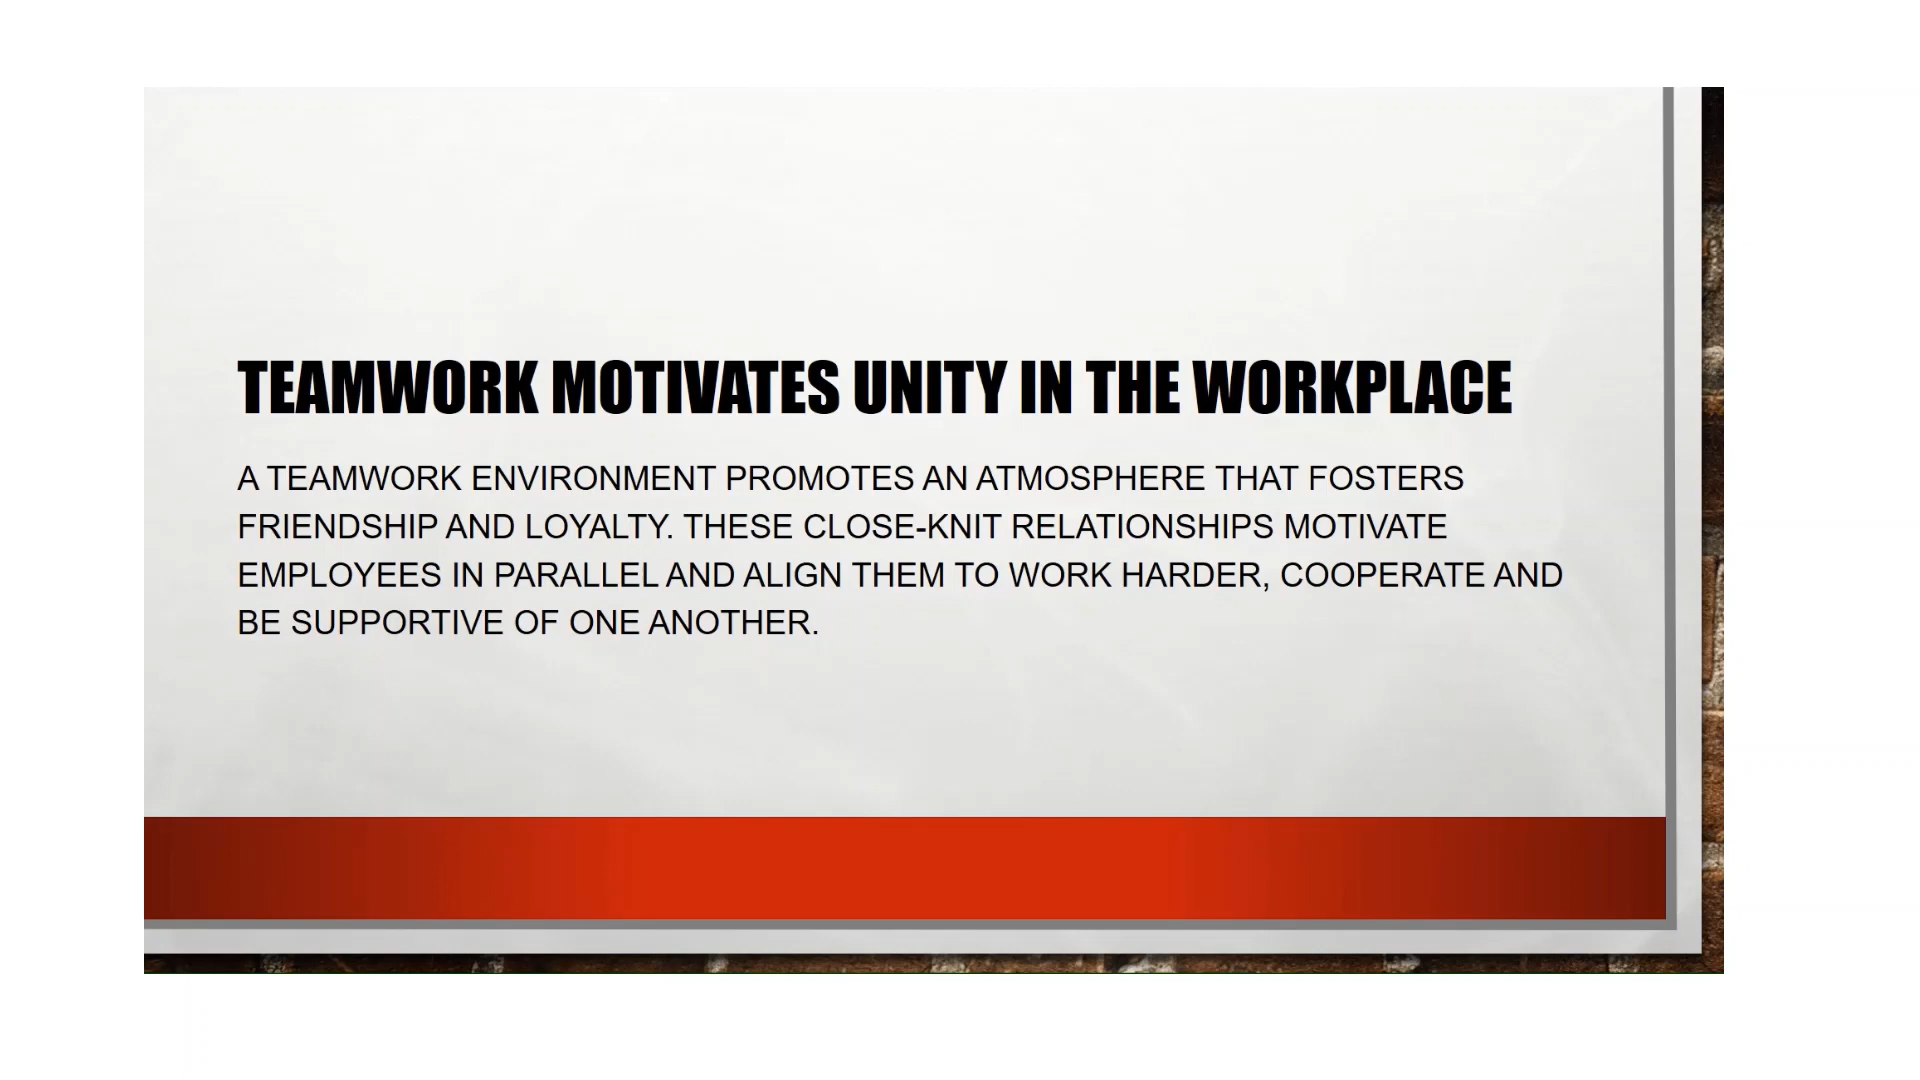 TEAMWORK MOTIVATES UNITY IN THE WORKPLACE
A TEAMWORK ENVIRONMENT PROMOTES AN ATMOSPHERE THAT FOSTERS
FRIENDSHIP AND LOYALTY. THESE CLOSE-KNIT RELATIONSHIPS MOTIVATE
EMPLOYEES IN PARALLEL AND ALIGN THEM TO WORK HARDER, COOPERATE AND
BE SUPPORTIVE OF ONE ANOTHER.